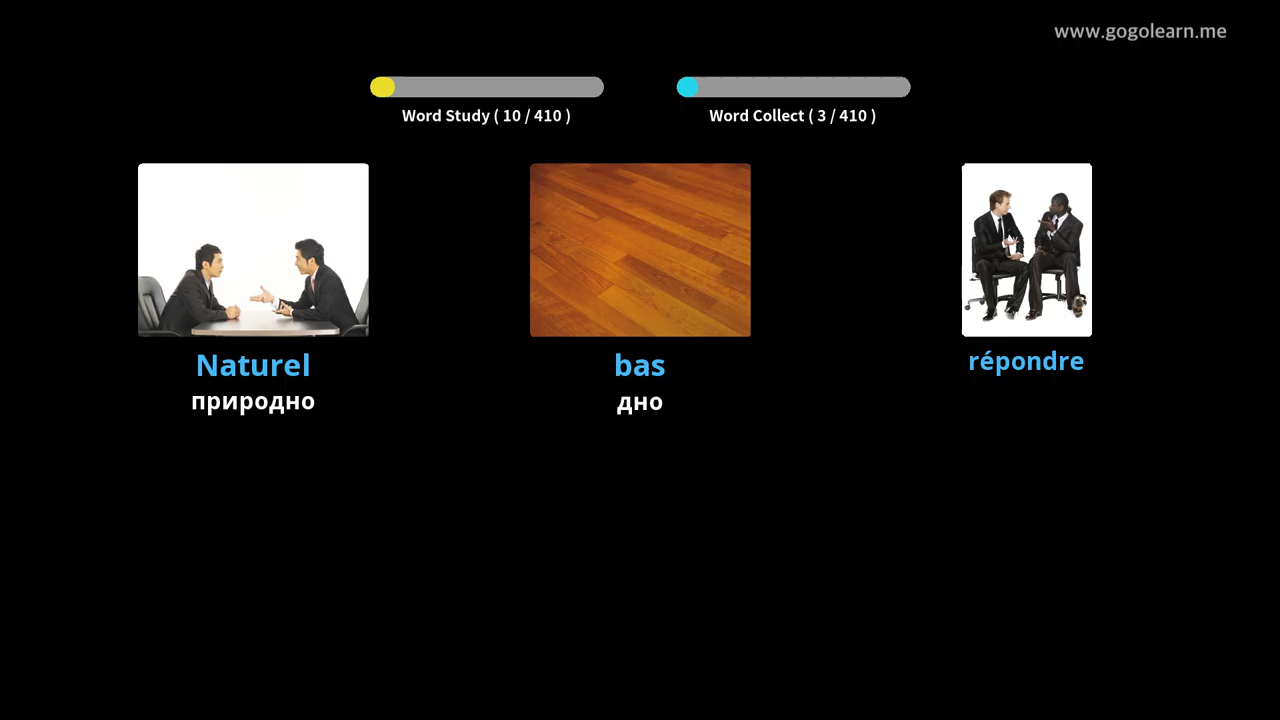 www.gogolearn.me
Word Study ( 10 / 410 )
Word Collect ( 3 / 410 )
Naturel
природно
bas
дно
répondre